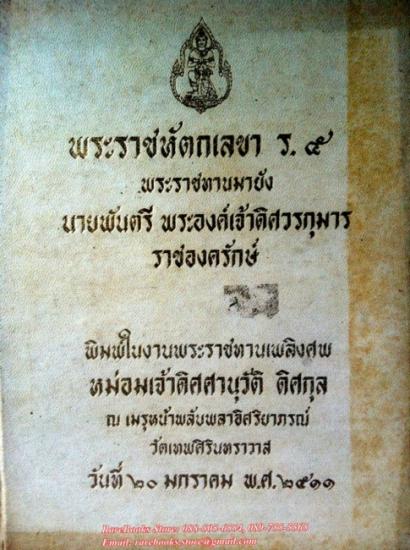 พระราชหัตถเลขา ร. ๕
พระราชทานมายัง
นายพันตรี พระองค์เจ้าดิศวรกุมาร
ราชองครักษ์
พิมพ์ในงานพระราชทานเพลิงศพ
หม่อมเจ้าดิศศานุวัติ ดิศกุล
ณ เมรุหน้าพลับพลาอิศริยาภรณ์
วัดเทพศิรินทราวาส
วันที่ ๒๐ มกราคม พ.ศ. ๒๕๑๑
RareBooks Store:
Email: rarebooks.store@gmail.com